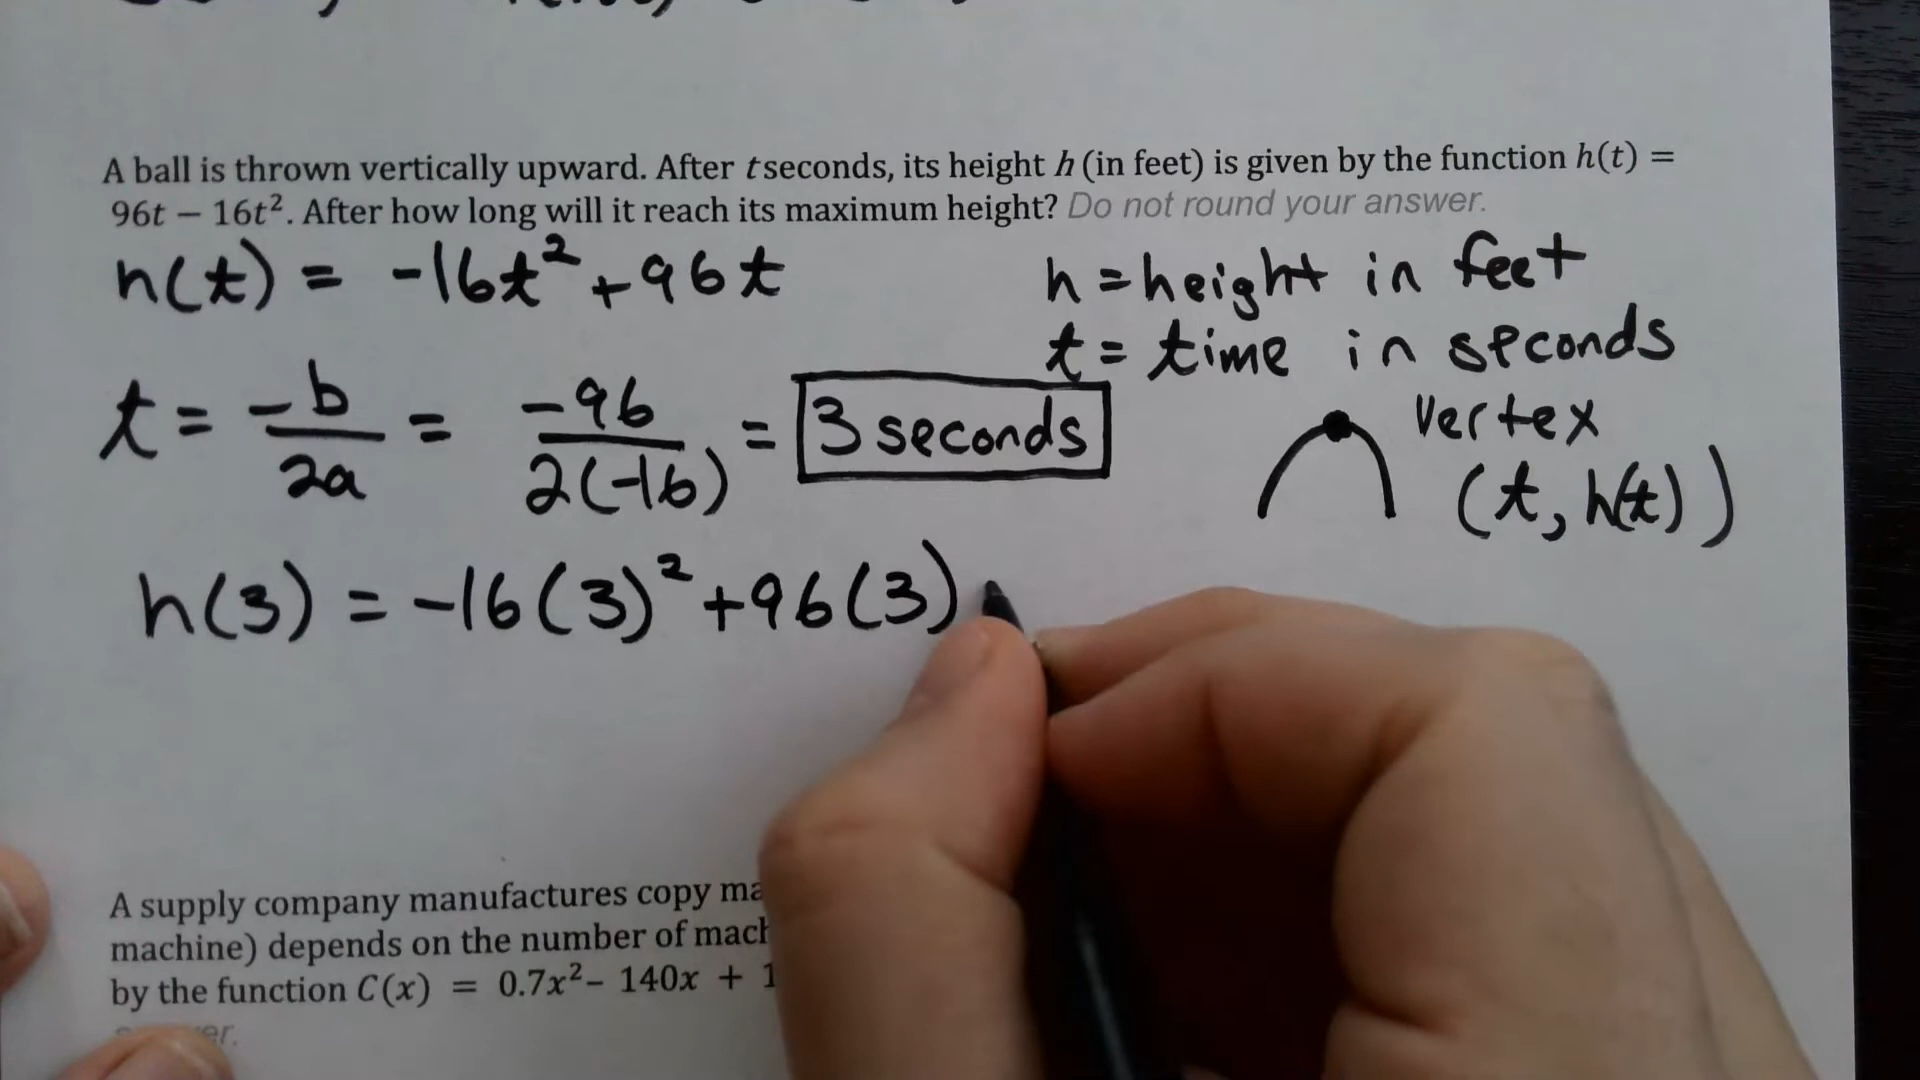 A ball is thrown vertically upward. After t seconds, its height h (in feet) is given by the function h(t) =
96t − 16t². After how long will it reach its maximum height? Do not round your answer.
h(t) = -16t² + 96t
h = height in feet
t = time in seconds
t = -b/2a = -96/2(-16) = 3 seconds
vertex
(t, h(t))
h(3) = -16(3)² + 96(3)
A supply company manufactures copy
machine) depends on the number of
by the function C(x) = 0.7x² − 140x + 1